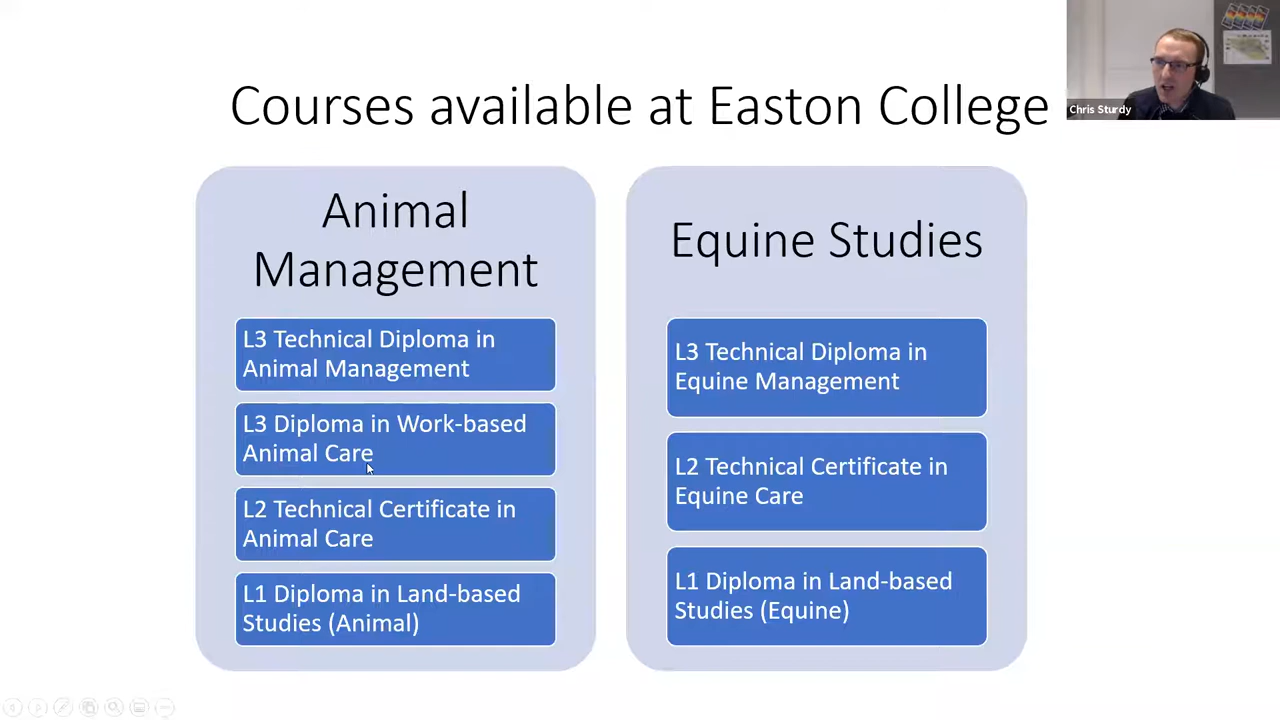 Courses available at Easton College
Chris Sturdy
Animal
Management
L3 Technical Diploma in
Animal Management
L3 Diploma in Work-based
Animal Care
L2 Technical Certificate in
Animal Care
L1 Diploma in Land-based
Studies (Animal)
Equine Studies
L3 Technical Diploma in
Equine Management
L2 Technical Certificate in
Equine Care
L1 Diploma in Land-based
Studies (Equine)